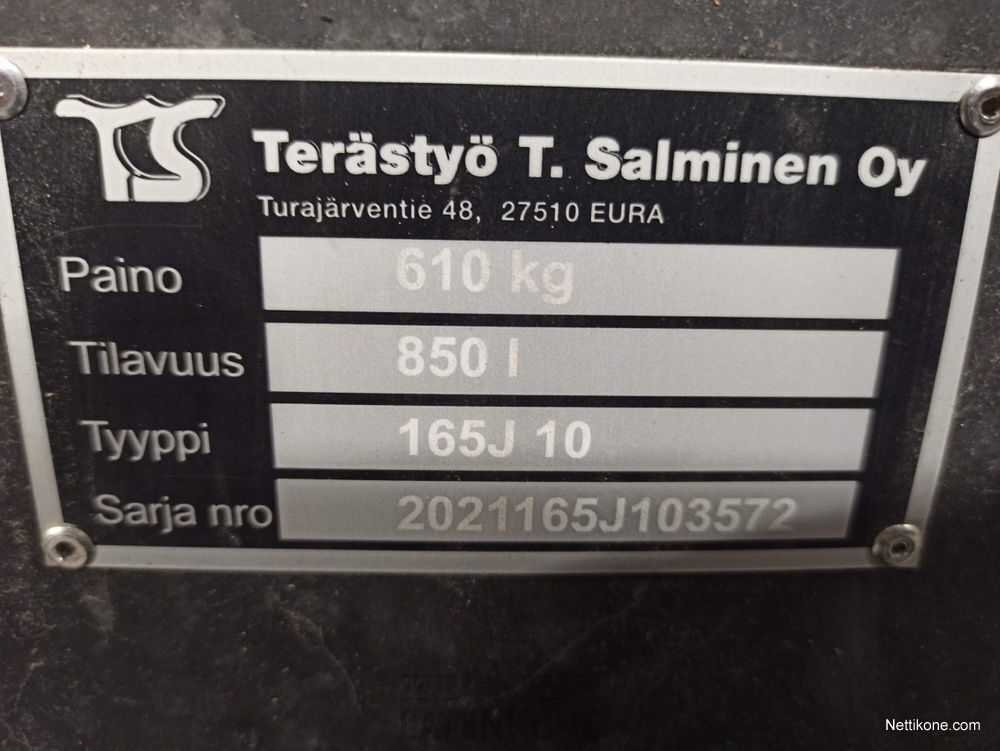 TS
Terästyö T. Salminen Oy
Turajärventie 48, 27510 EURA
Paino 610 kg
Tilavuus 850 l
Tyyppi 165J 10
Sarja nro 2021165J103572
Nettikone.com